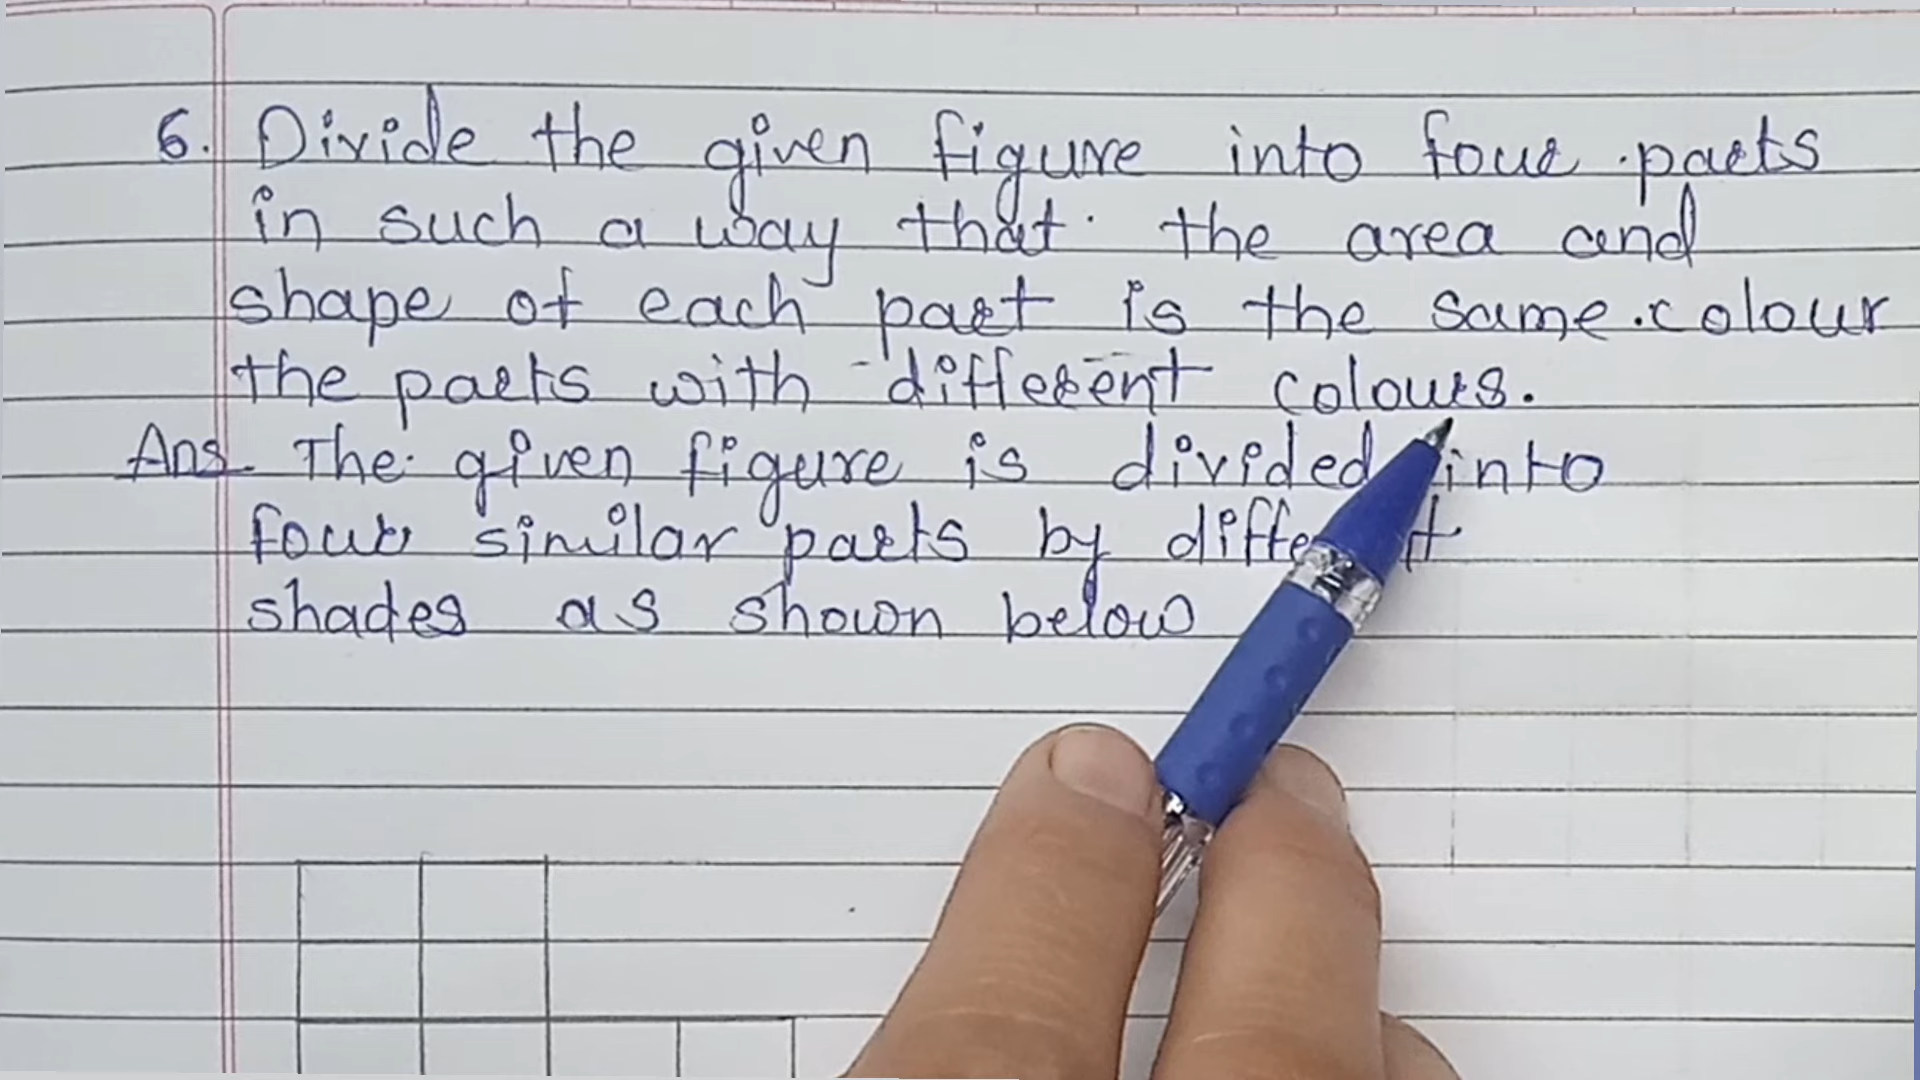 6. Divide the given figure into four parts
in such a way that the area and
shape of each part is the same. colour
the parts with different colours.
Ans The given figure is divided into
four similar parts by different
shades as shown below